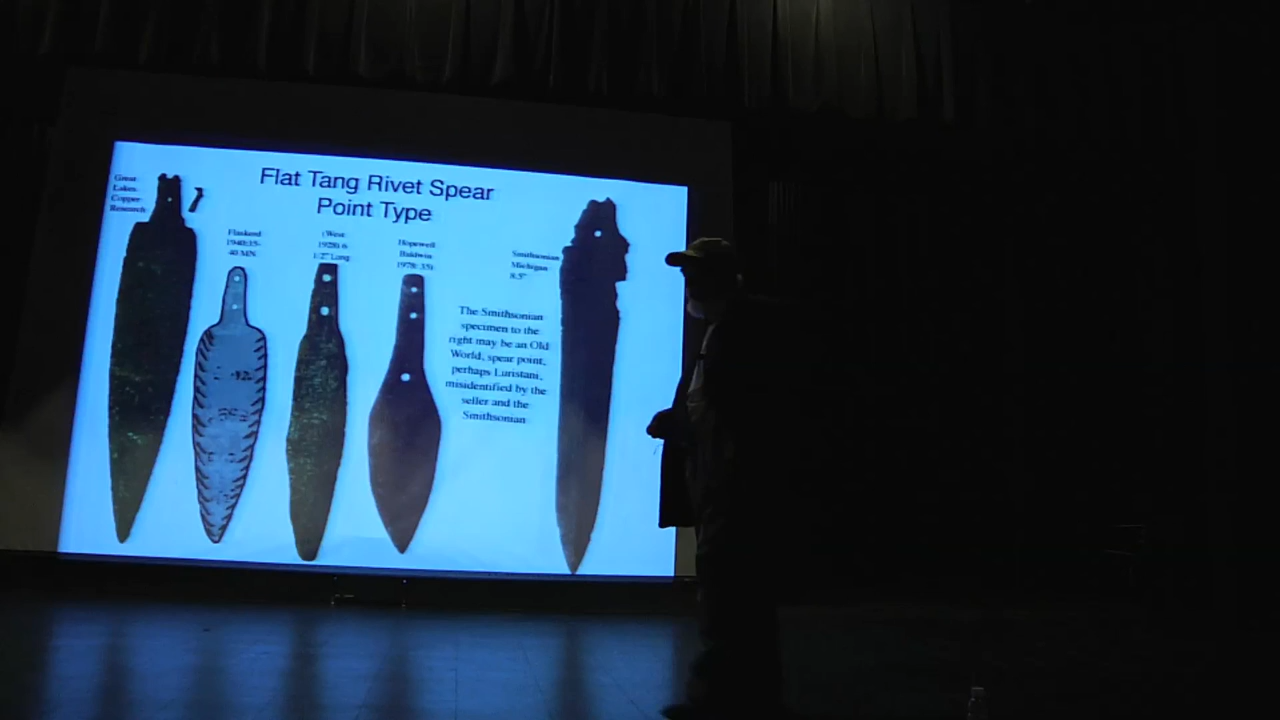 Flat Tang Rivet Spear
Point Type
Great
Lakes
Copper
Research
Flaskerd
1940:35-
40 MN
(West
1928) 6
1/2" Long
Hopewell
Baldwin
1978: 35)
Smithsonian
Michigan
8.5"
The Smithsonian
specimen to the
right may be an Old
World, spear point,
perhaps Luristani,
misidentified by the
seller and the
Smithsonian